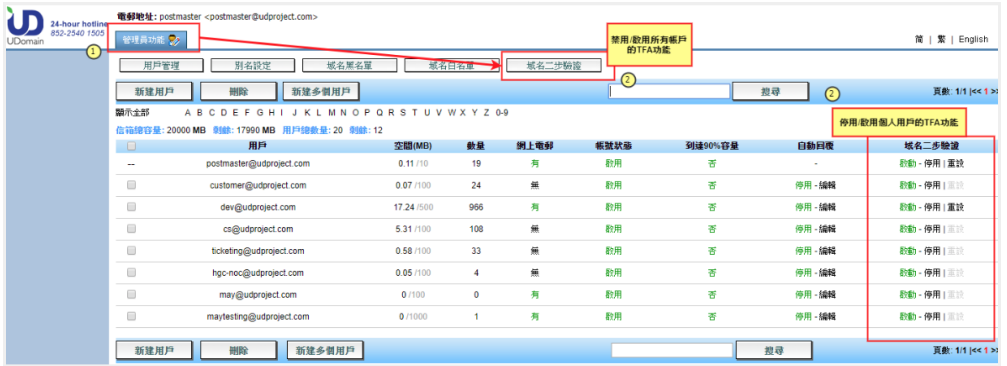 電郵地址: postmaster <postmaster@udproject.com>
UDomain
24-hour hotline
852-2540 1505
管理員功能
1
禁用/啟用所有帳戶
的TFA功能
简 | 繁 | English
用戶管理 別名設定 域名黑名單 域名白名單 域名二步驗證
2
新建用戶 刪除 新建多個用戶 搜尋 頁數: 1/1 |<< 1 >>
2
顯示全部 A B C D E F G H I J K L M N O P Q R S T U V W X Y Z 0-9
停用/啟用個人用戶的TFA功能
信箱總容量: 20000 MB 剩餘: 17990 MB 用戶總數量: 20 剩餘: 12
用戶 空間(MB) 數量 網上電郵 帳號狀態 到達90%容量 自動回覆 域名二步驗證
-- postmaster@udproject.com 0.11 /10 19 有 啟用 否 - 啟動 - 停用 | 重設
customer@udproject.com 0.07 /100 24 無 啟用 否 停用 - 編輯 啟動 - 停用 | 重設
dev@udproject.com 17.24 /500 966 有 啟用 否 停用 - 編輯 啟動 - 停用 | 重設
cs@udproject.com 5.31 /100 108 無 啟用 否 停用 - 編輯 啟動 - 停用 | 重設
ticketing@udproject.com 0.58 /100 33 無 啟用 否 停用 - 編輯 啟動 - 停用 | 重設
hgc-noc@udproject.com 0.05 /100 4 無 啟用 否 停用 - 編輯 啟動 - 停用 | 重設
may@udproject.com 0 /100 0 有 啟用 否 停用 - 編輯 啟動 - 停用 | 重設
maytesting@udproject.com 0 /1000 1 有 啟用 否 停用 - 編輯 啟動 - 停用 | 重設
新建用戶 刪除 新建多個用戶 搜尋 頁數: 1/1 |<< 1 >>